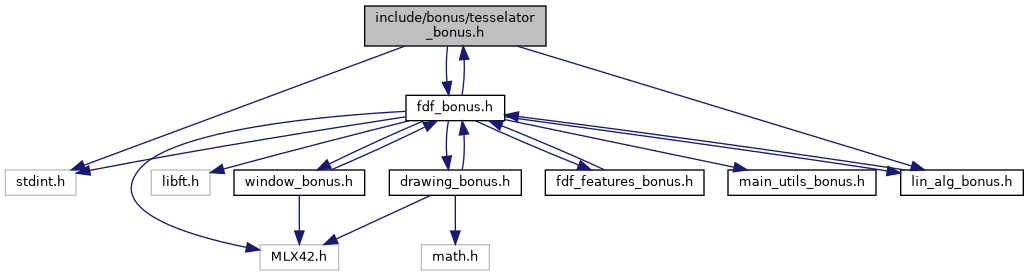 include/bonus/tesselator
_bonus.h
fdf_bonus.h
stdint.h
libft.h
window_bonus.h
drawing_bonus.h
fdf_features_bonus.h
main_utils_bonus.h
lin_alg_bonus.h
MLX42.h
math.h